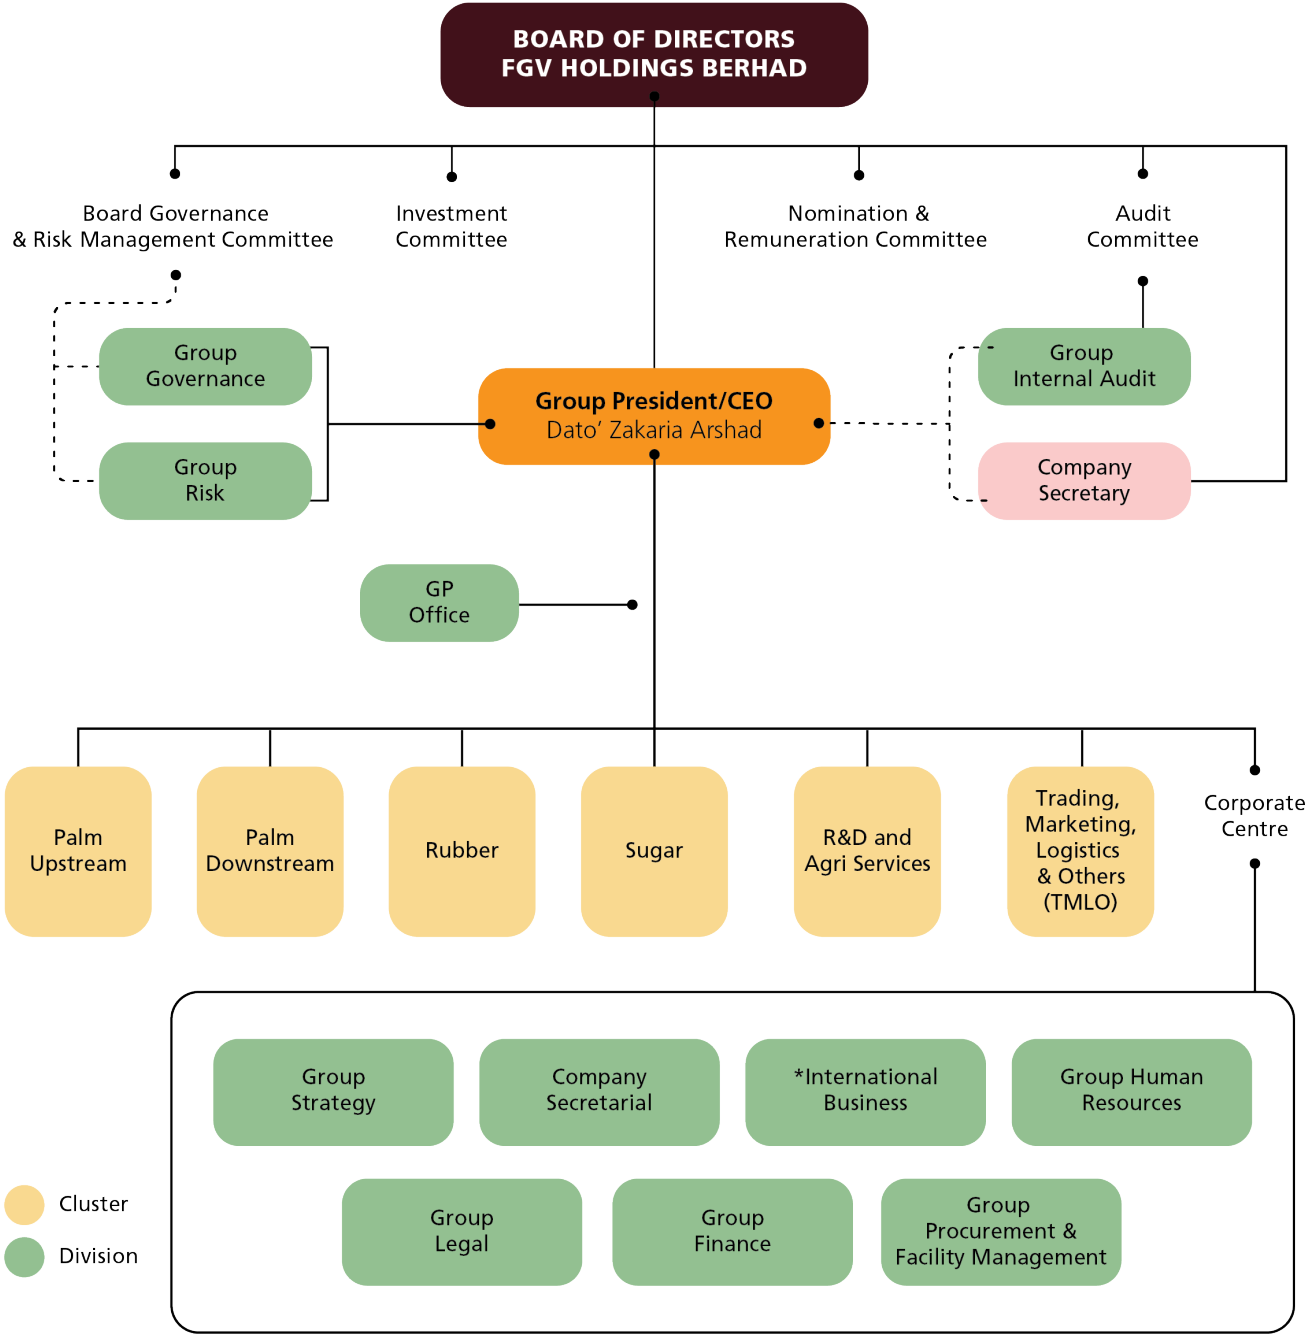 BOARD OF DIRECTORS
FGV HOLDINGS BERHAD
Board Governance
& Risk Management Committee
Investment
Committee
Nomination &
Remuneration Committee
Audit
Committee
Group
Governance
Group
Risk
Group President/CEO
Dato’ Zakaria Arshad
Group
Internal Audit
Company
Secretary
GP
Office
Palm
Upstream
Palm
Downstream
Rubber
Sugar
R&D and
Agri Services
Trading,
Marketing,
Logistics
& Others
(TMLO)
Corporate
Centre
Group
Strategy
Company
Secretarial
*International
Business
Group Human
Resources
Group
Legal
Group
Finance
Group
Procurement &
Facility Management
Cluster
Division